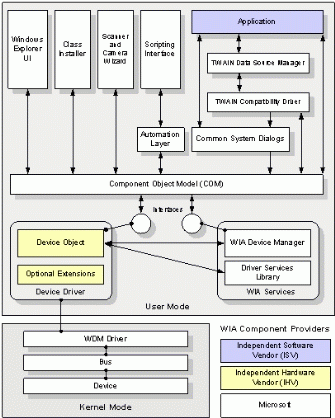 Windows
Explorer
UI
Class
Installer
Scanner
and
Camera
Wizard
Scripting
Interface
Application
TWAIN Data Source Manager
TWAIN Compatbility Driver
Automation
Layer
Common System Dialogs
Component Object Model (COM)
Interfaces
Device Object
Optional Extensions
Device Driver
WIA Device Manager
Driver Services
Library
WIA Services
User Mode
WDM Driver
Bus
Device
Kernel Mode
WIA Component Providers
Independent Software
Vendor (ISV)
Independent Hardware
Vendor (IHV)
Microsoft